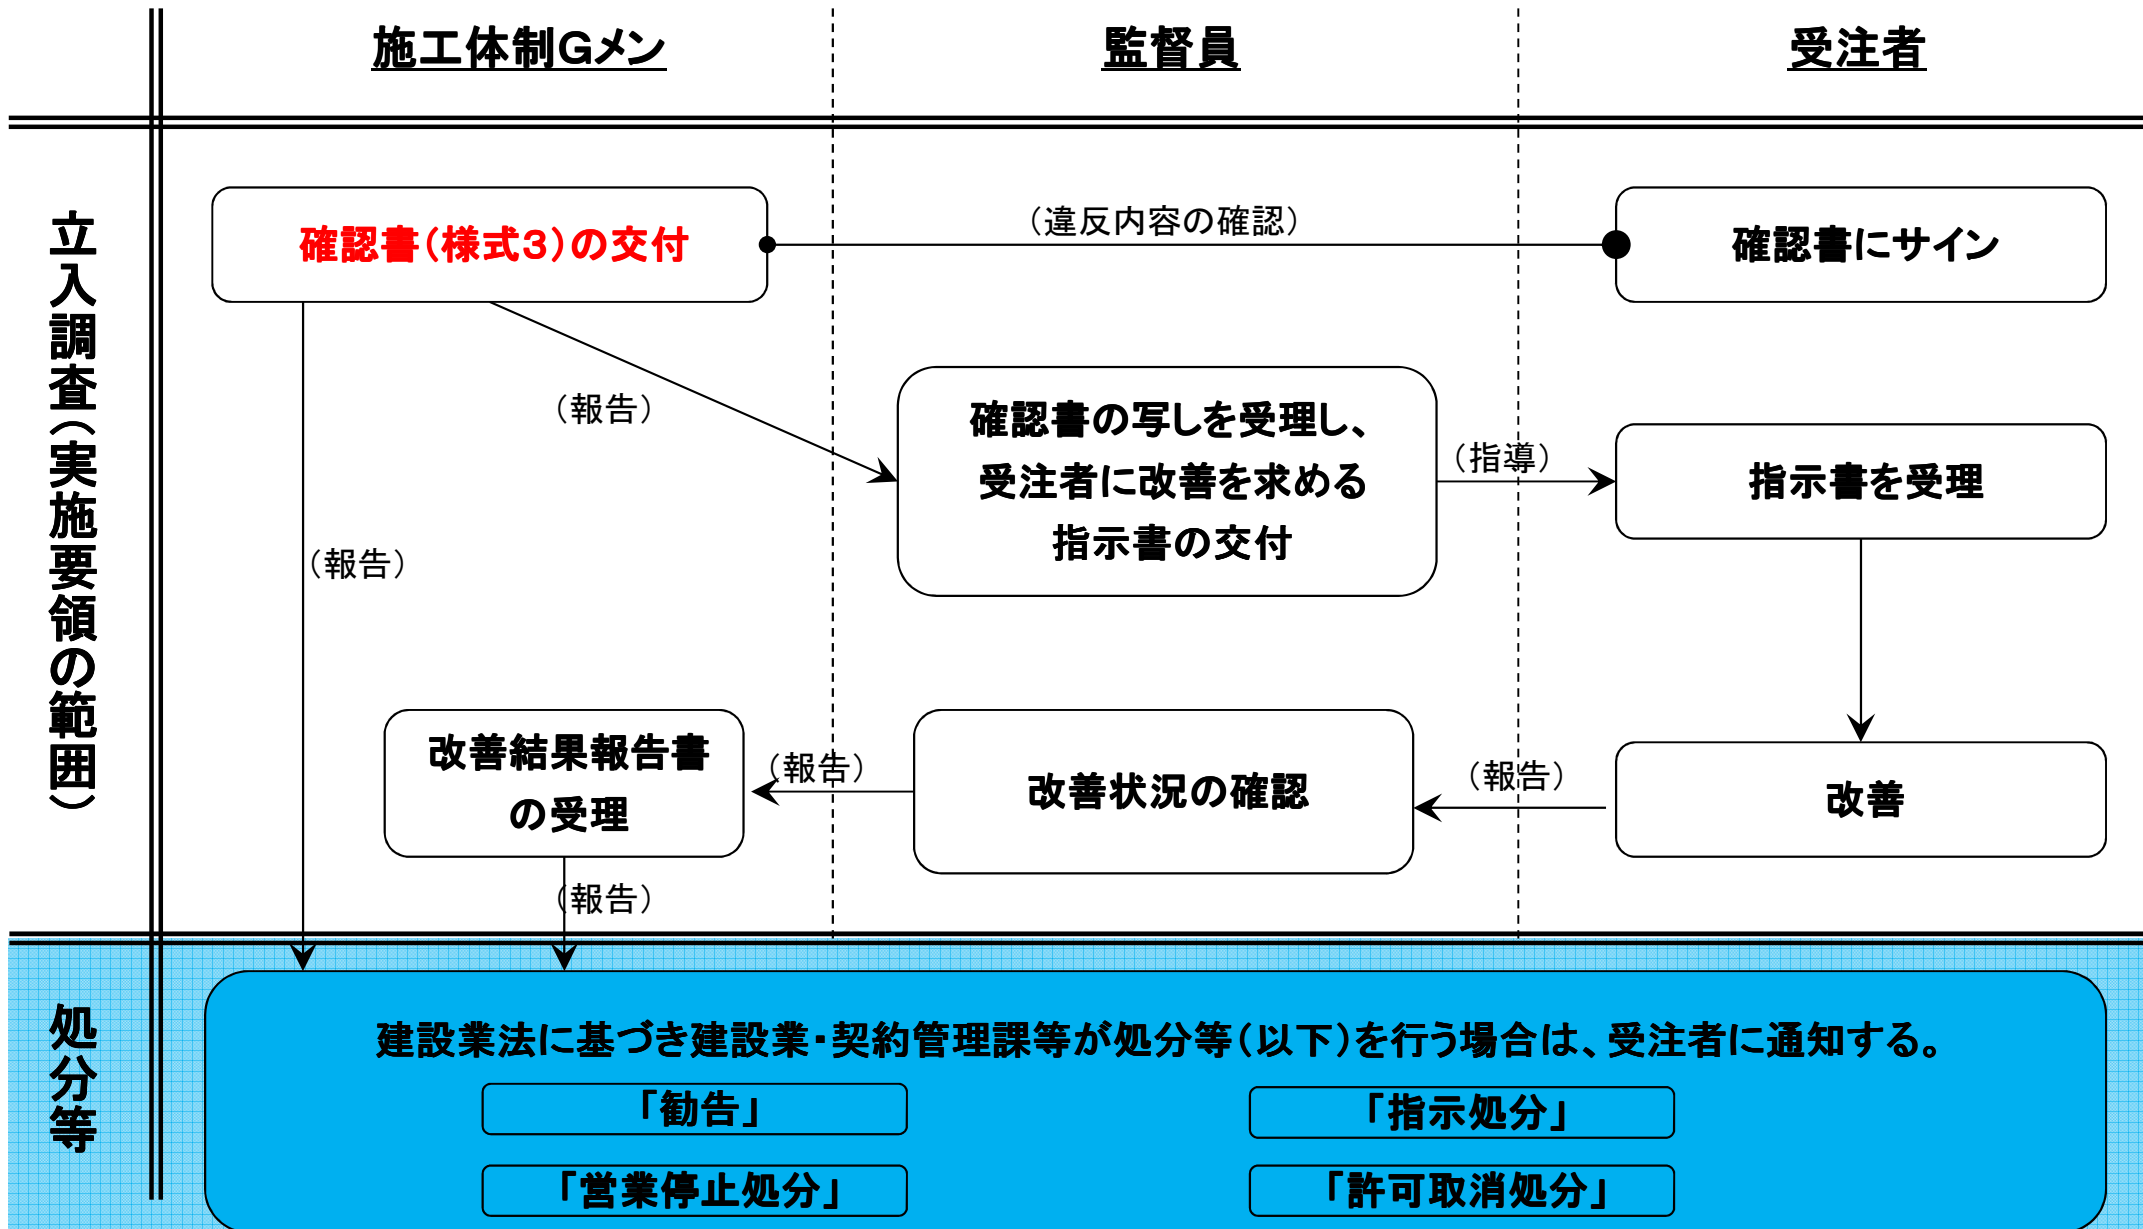 施工体制Gメン
監督員
受注者
立入調査（実施要領の範囲）
確認書（様式３）の交付
（違反内容の確認）
確認書にサイン
（報告）
確認書の写しを受理し、
受注者に改善を求める
指示書の交付
（指導）
指示書を受理
（報告）
改善結果報告書
の受理
（報告）
改善状況の確認
（報告）
改善
（報告）
処分等
建設業法に基づき建設業・契約管理課等が処分等（以下）を行う場合は、受注者に通知する。
「勧告」
「指示処分」
「営業停止処分」
「許可取消処分」